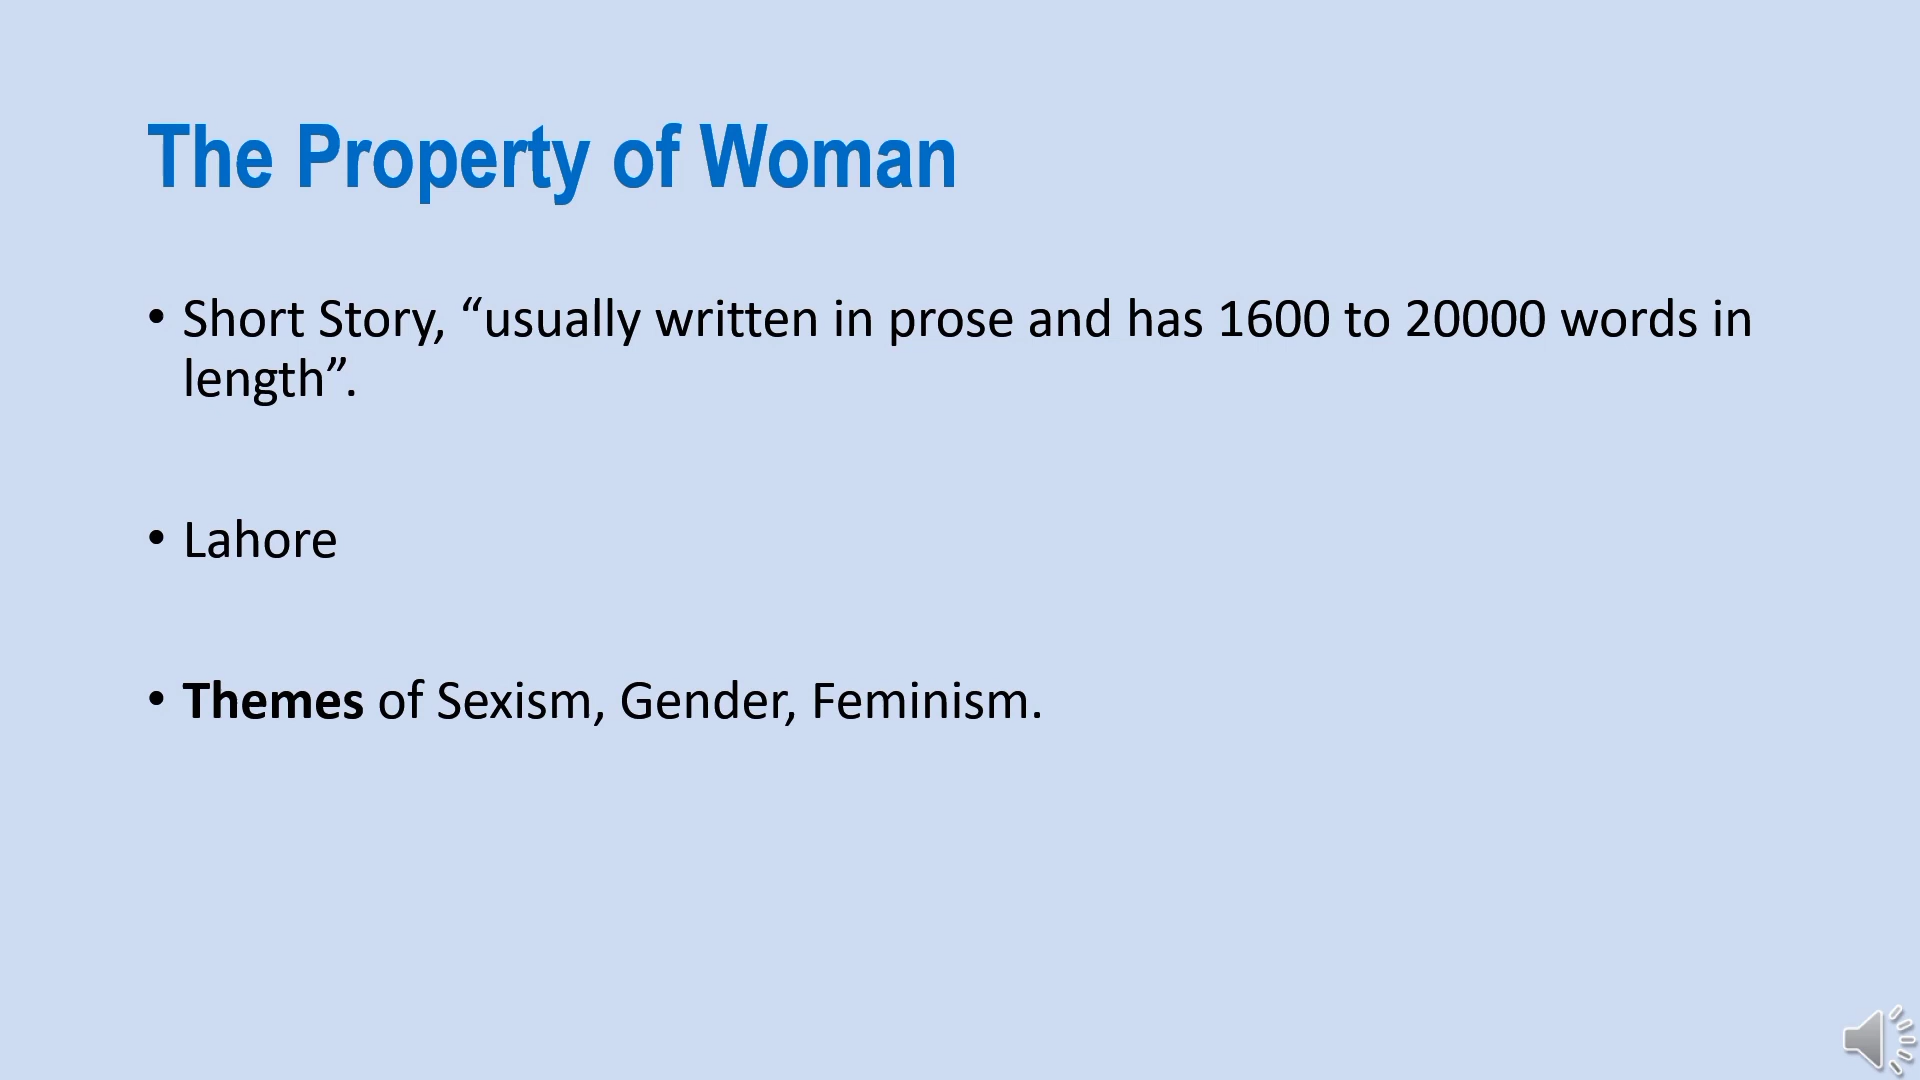 The Property of Woman
• Short Story, “usually written in prose and has 1600 to 20000 words in
length”.
• Lahore
• Themes of Sexism, Gender, Feminism.